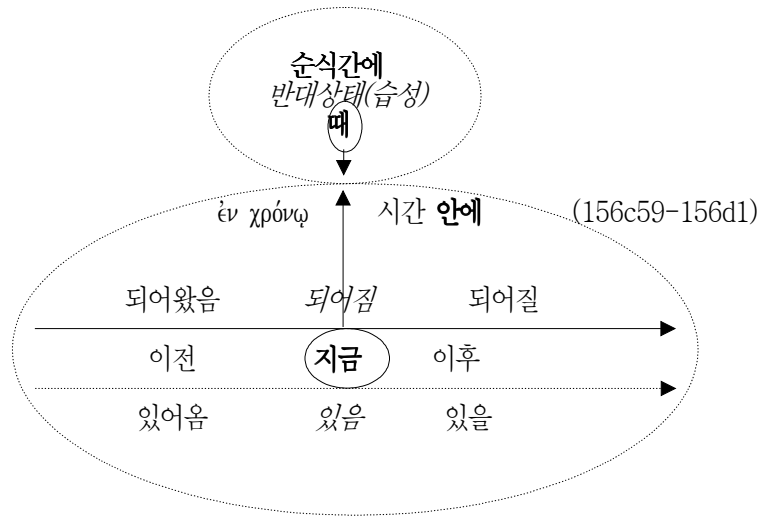 순식간에
반대상태(습성)
때
ἐν χρόνῳ 시간 안에 (156c59-156d1)
되어왔음 되어짐 되어질
이전 지금 이후
있어옴 있음 있을